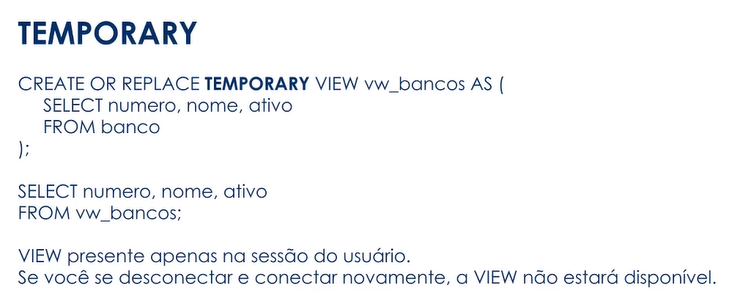 TEMPORARY
CREATE OR REPLACE TEMPORARY VIEW vw_bancos AS (
SELECT numero, nome, ativo
FROM banco
);
SELECT numero, nome, ativo
FROM vw_bancos;
VIEW presente apenas na sessão do usuário.
Se você se desconectar e conectar novamente, a VIEW não estará disponível.